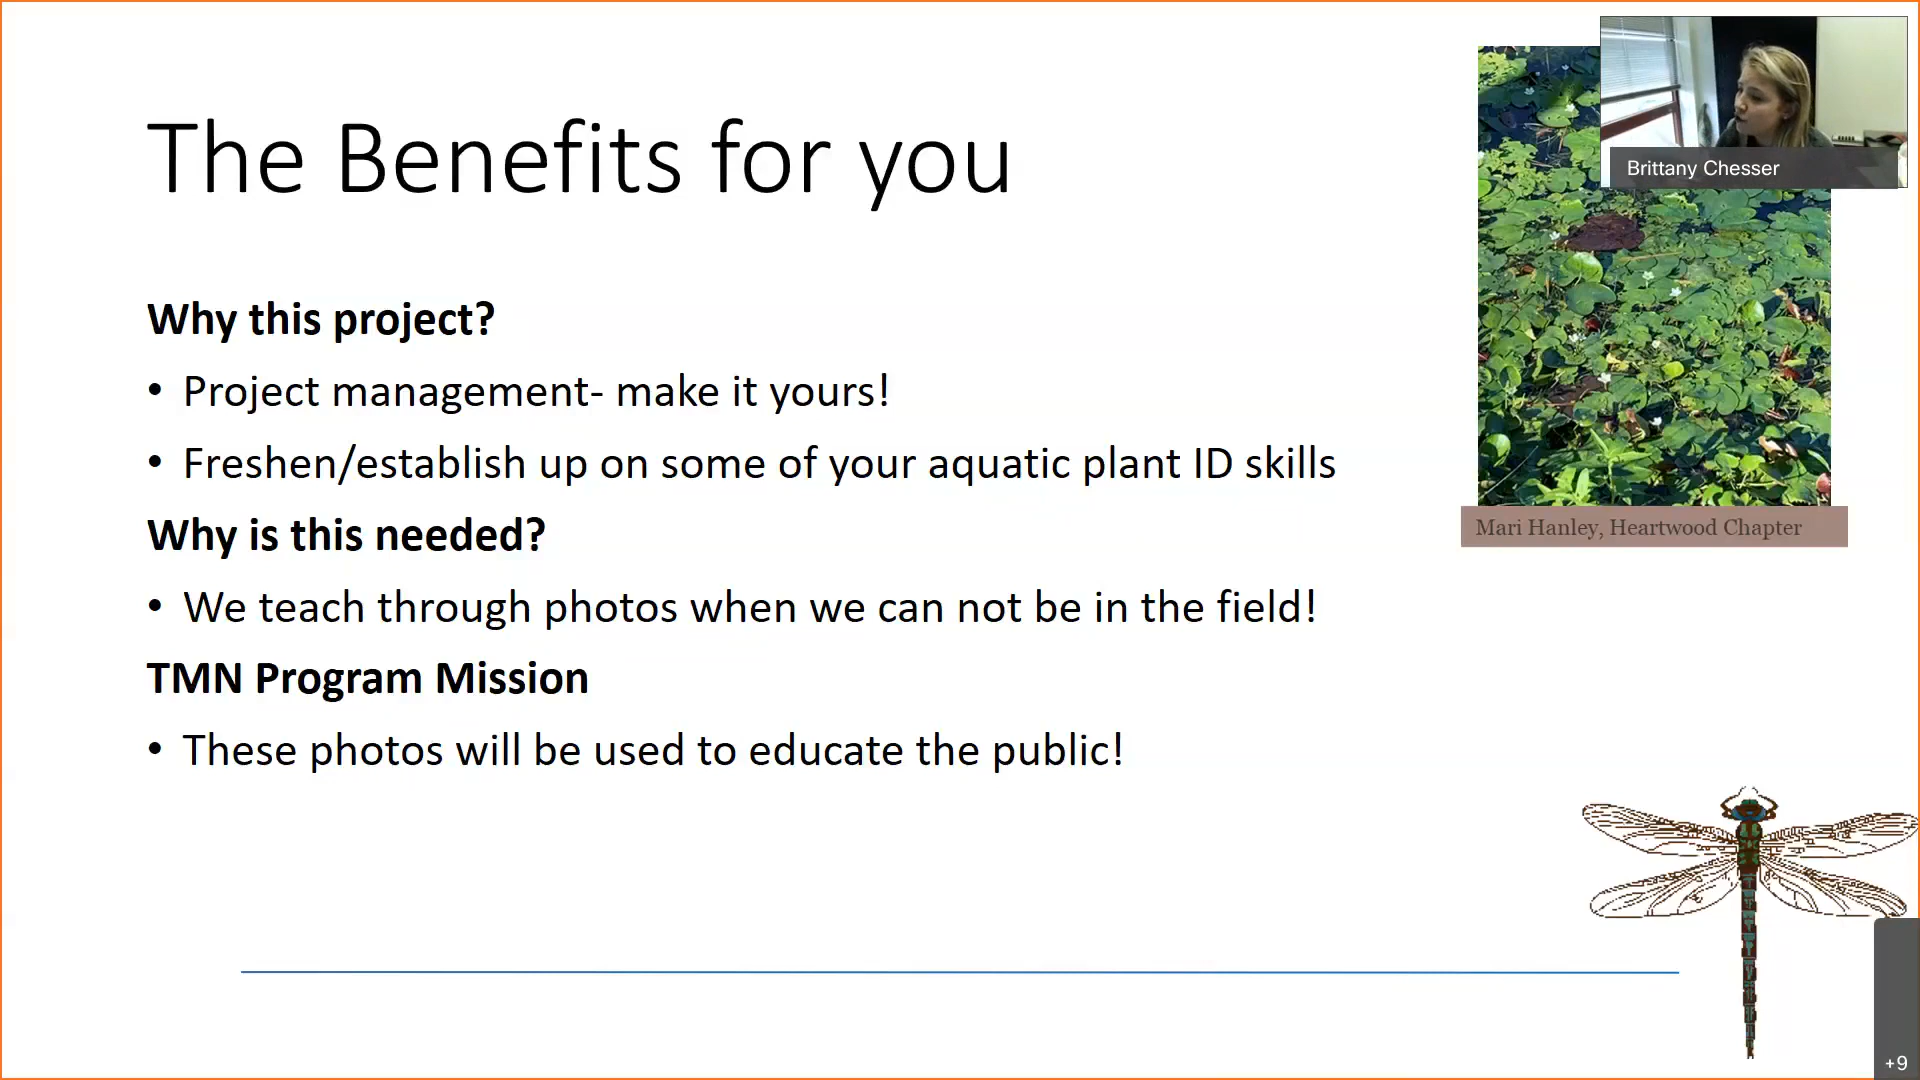 The Benefits for you
Brittany Chesser
Why this project?
• Project management- make it yours!
• Freshen/establish up on some of your aquatic plant ID skills
Mari Hanley, Heartwood Chapter
Why is this needed?
• We teach through photos when we can not be in the field!
TMN Program Mission
• These photos will be used to educate the public!
+9